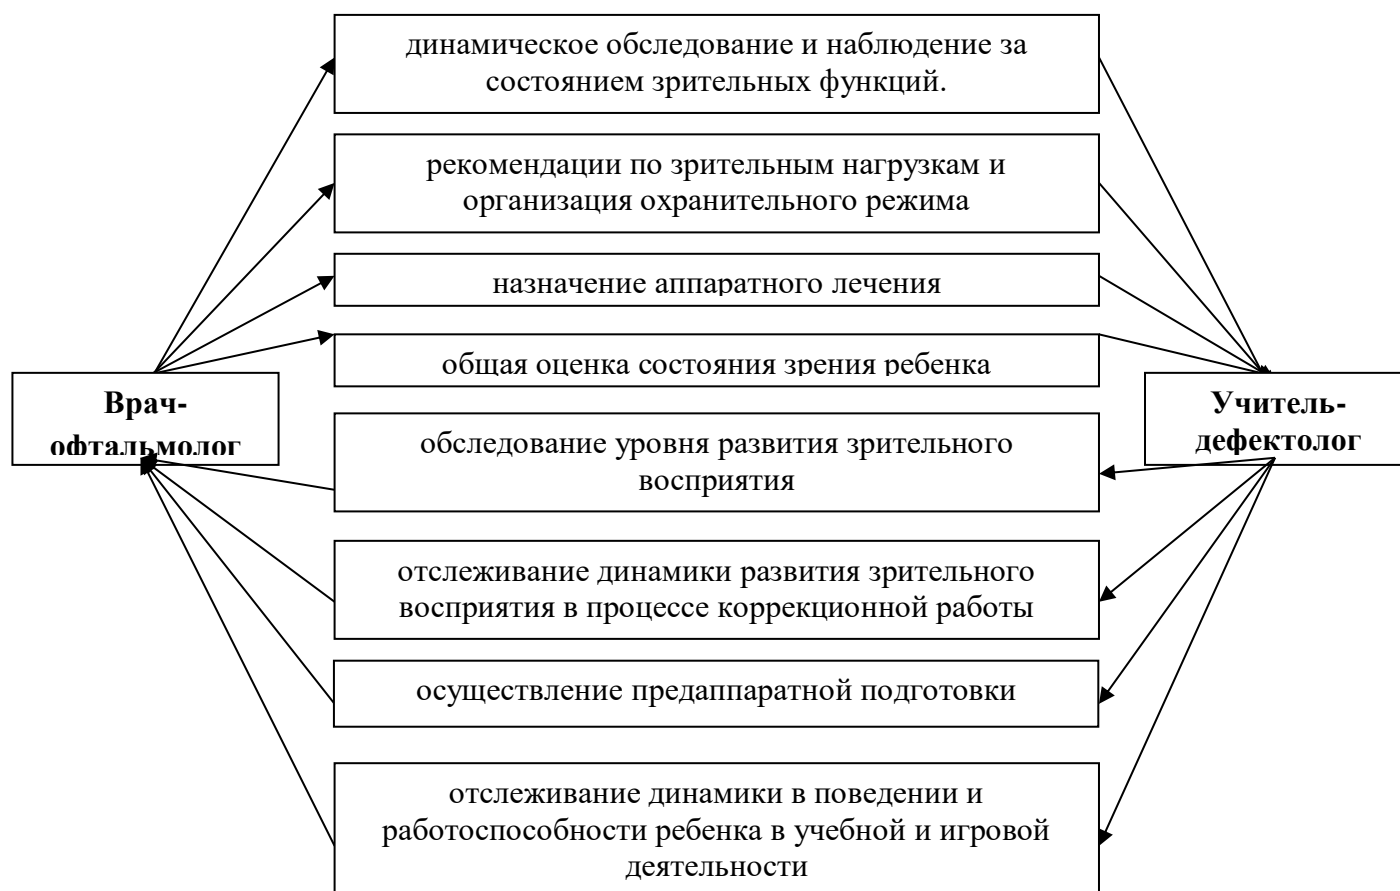 динамическое обследование и наблюдение за
состоянием зрительных функций.
рекомендации по зрительным нагрузкам и
организация охранительного режима
назначение аппаратного лечения
общая оценка состояния зрения ребенка
Врач-
офтальмолог
Учитель-
дефектолог
обследование уровня развития зрительного
восприятия
отслеживание динамики развития зрительного
восприятия в процессе коррекционной работы
осуществление предаппаратной подготовки
отслеживание динамики в поведении и
работоспособности ребенка в учебной и игровой
деятельности